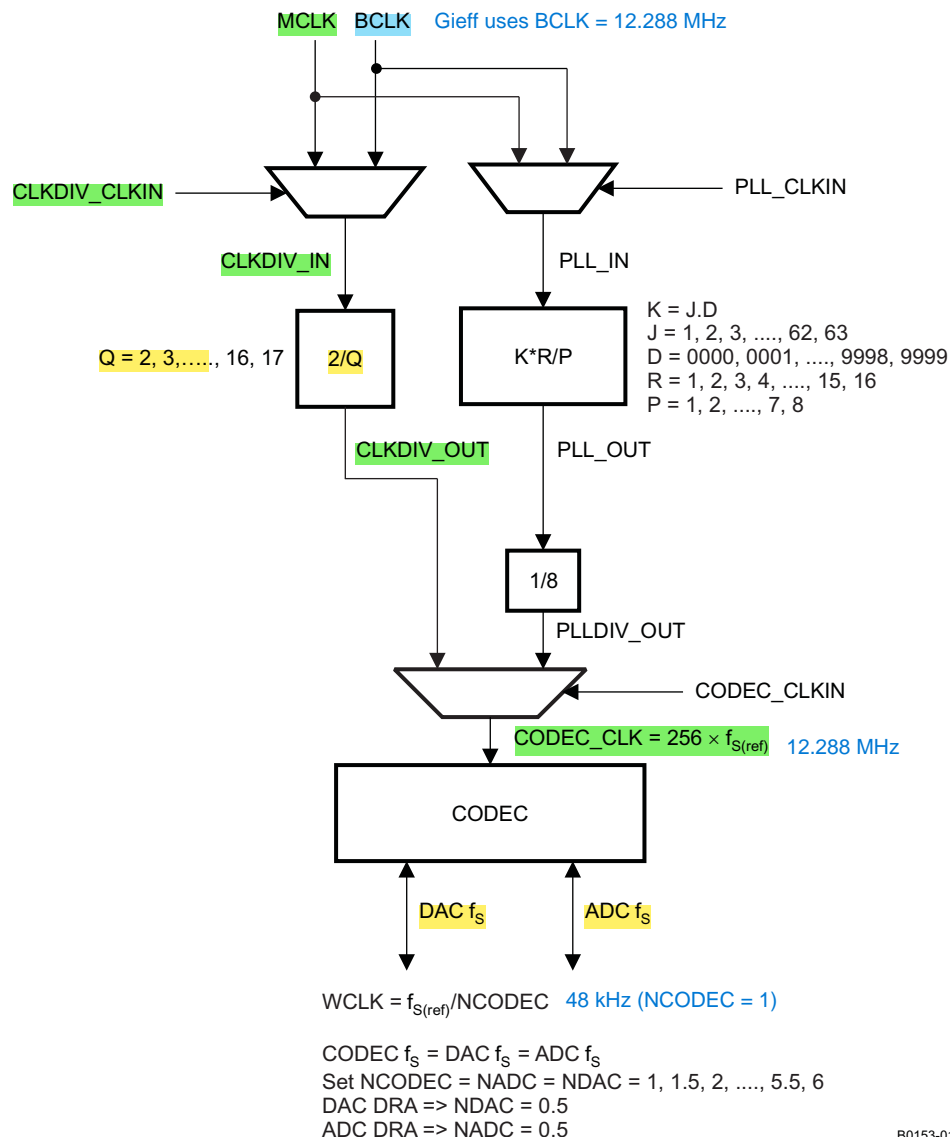 MCLK BCLK Gieff uses BCLK = 12.288 MHz
CLKDIV_CLKIN
PLL_CLKIN
CLKDIV_IN
PLL_IN
Q = 2, 3,….., 16, 17
2/Q
K*R/P
K = J.D
J = 1, 2, 3, ...., 62, 63
D = 0000, 0001, ...., 9998, 9999
R = 1, 2, 3, 4, ...., 15, 16
P = 1, 2, ...., 7, 8
CLKDIV_OUT
PLL_OUT
1/8
PLLDIV_OUT
CODEC_CLKIN
CODEC_CLK = 256 × fS(ref) 12.288 MHz
CODEC
DAC fS
ADC fS
WCLK = fS(ref)/NCODEC 48 kHz (NCODEC = 1)
CODEC fS = DAC fS = ADC fS
Set NCODEC = NADC = NDAC = 1, 1.5, 2, ...., 5.5, 6
DAC DRA => NDAC = 0.5
ADC DRA => NADC = 0.5